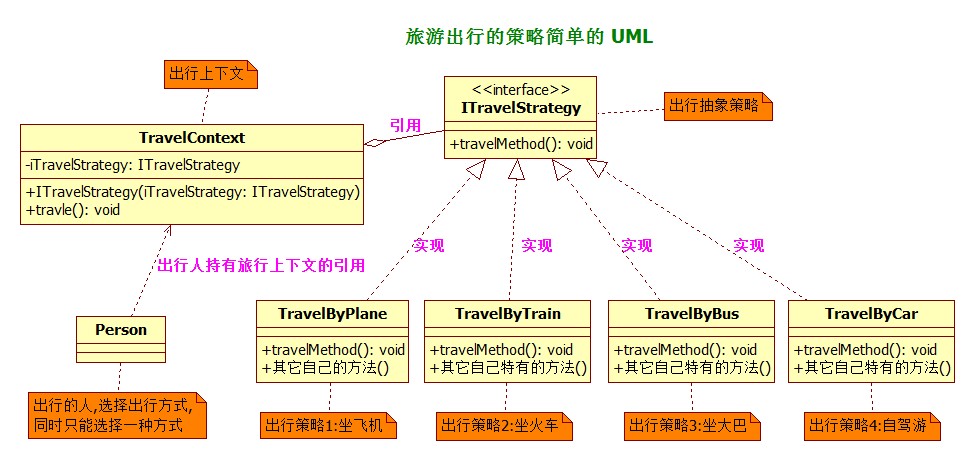 旅游出行的策略简单的 UML
出行上下文
<<interface>>
ITravelStrategy
+travelMethod(): void
出行抽象策略
引用
TravelContext
-iTravelStrategy: ITravelStrategy
+ITravelStrategy(iTravelStrategy: ITravelStrategy)
+travle(): void
实现
实现
实现
实现
出行人持有旅行上下文的引用
Person
出行的人,选择出行方式,
同时只能选择一种方式
TravelByPlane
+travelMethod(): void
+其它自己的方法()
出行策略1:坐飞机
TravelByTrain
+travelMethod(): void
+其它自己特有的方法()
出行策略2:坐火车
TravelByBus
+travelMethod(): void
+其它自己特有的方法()
出行策略3:坐大巴
TravelByCar
+travelMethod(): void
+其它自己特有的方法()
出行策略4:自驾游